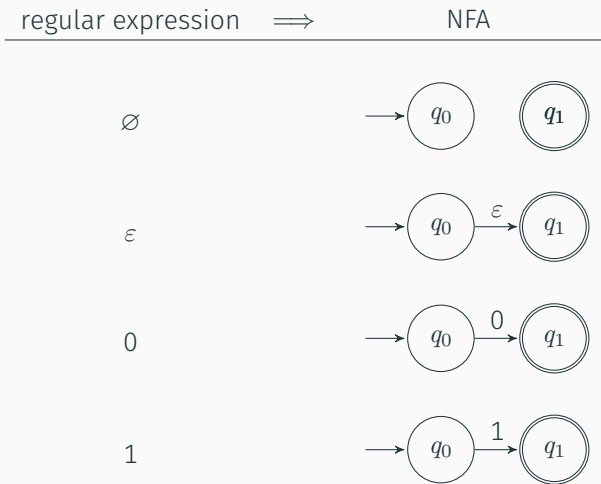 regular expression ⟹ NFA
∅ q₀ q₁
ε q₀ ε q₁
0 q₀ 0 q₁
1 q₀ 1 q₁